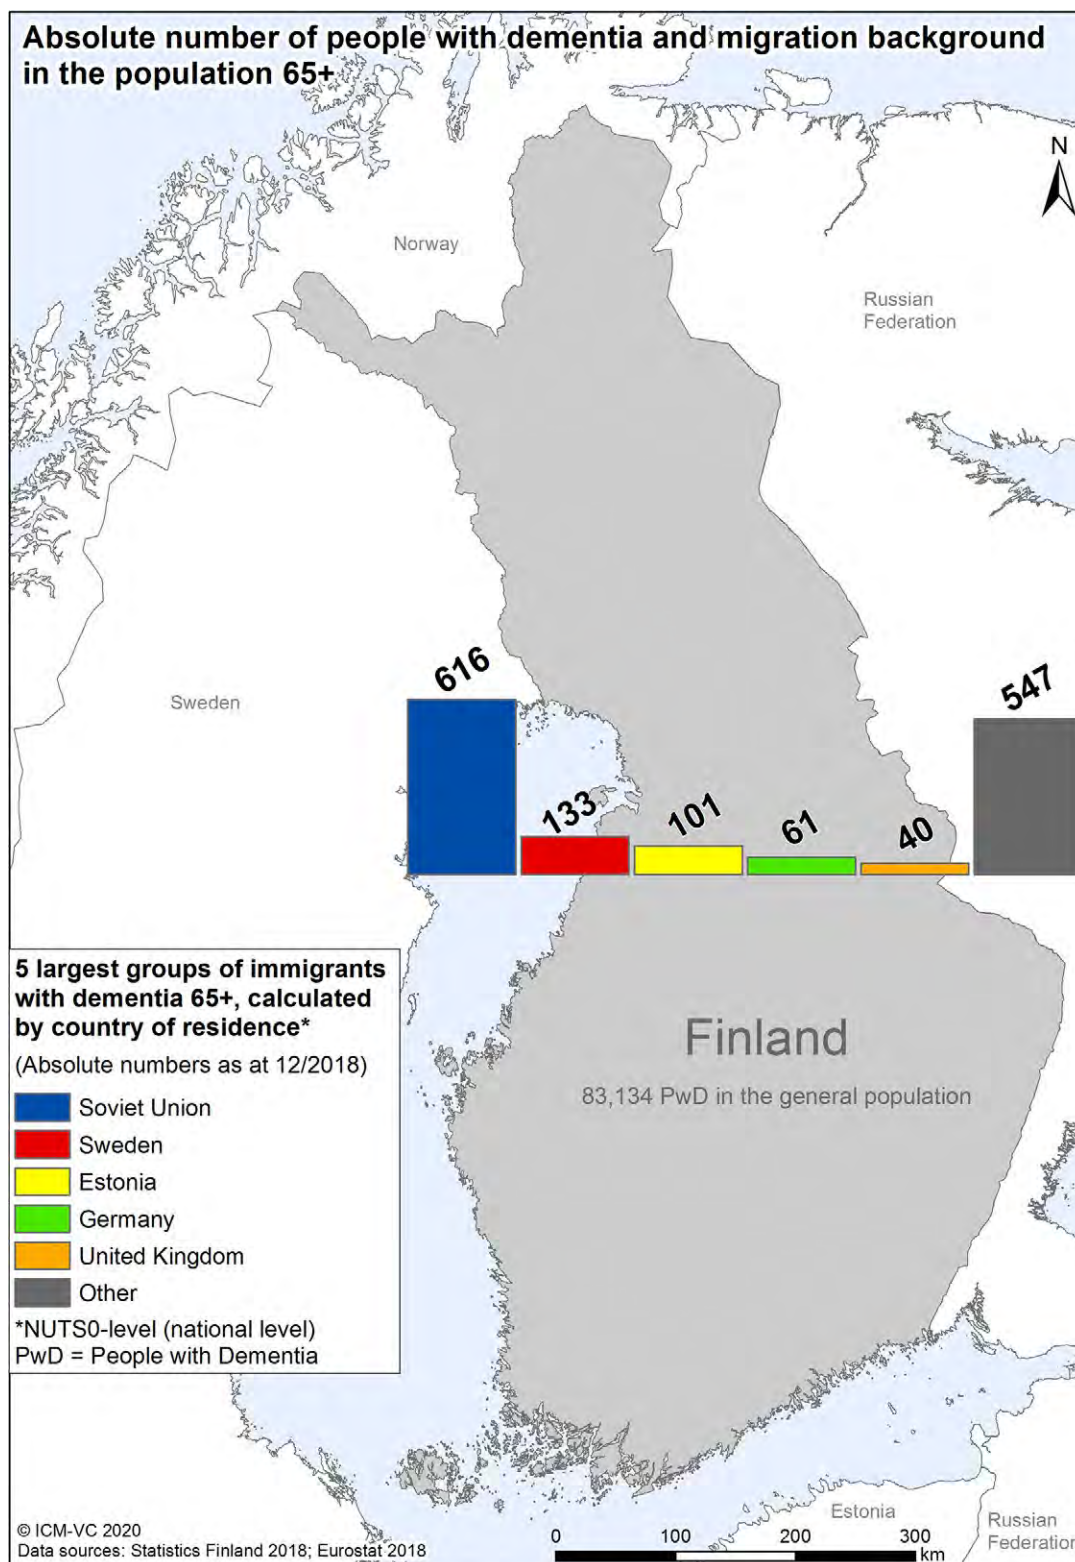 Absolute number of people with dementia and migration background
in the population 65+
N
Norway
Russian
Federation
Sweden
616
133
101
61
40
547
5 largest groups of immigrants
with dementia 65+, calculated
by country of residence*
(Absolute numbers as at 12/2018)
Soviet Union
Sweden
Estonia
Germany
United Kingdom
Other
*NUTS0-level (national level)
PwD = People with Dementia
Finland
83,134 PwD in the general population
Estonia
Russian
Federation
© ICM-VC 2020
Data sources: Statistics Finland 2018; Eurostat 2018
0 100 200 300
km